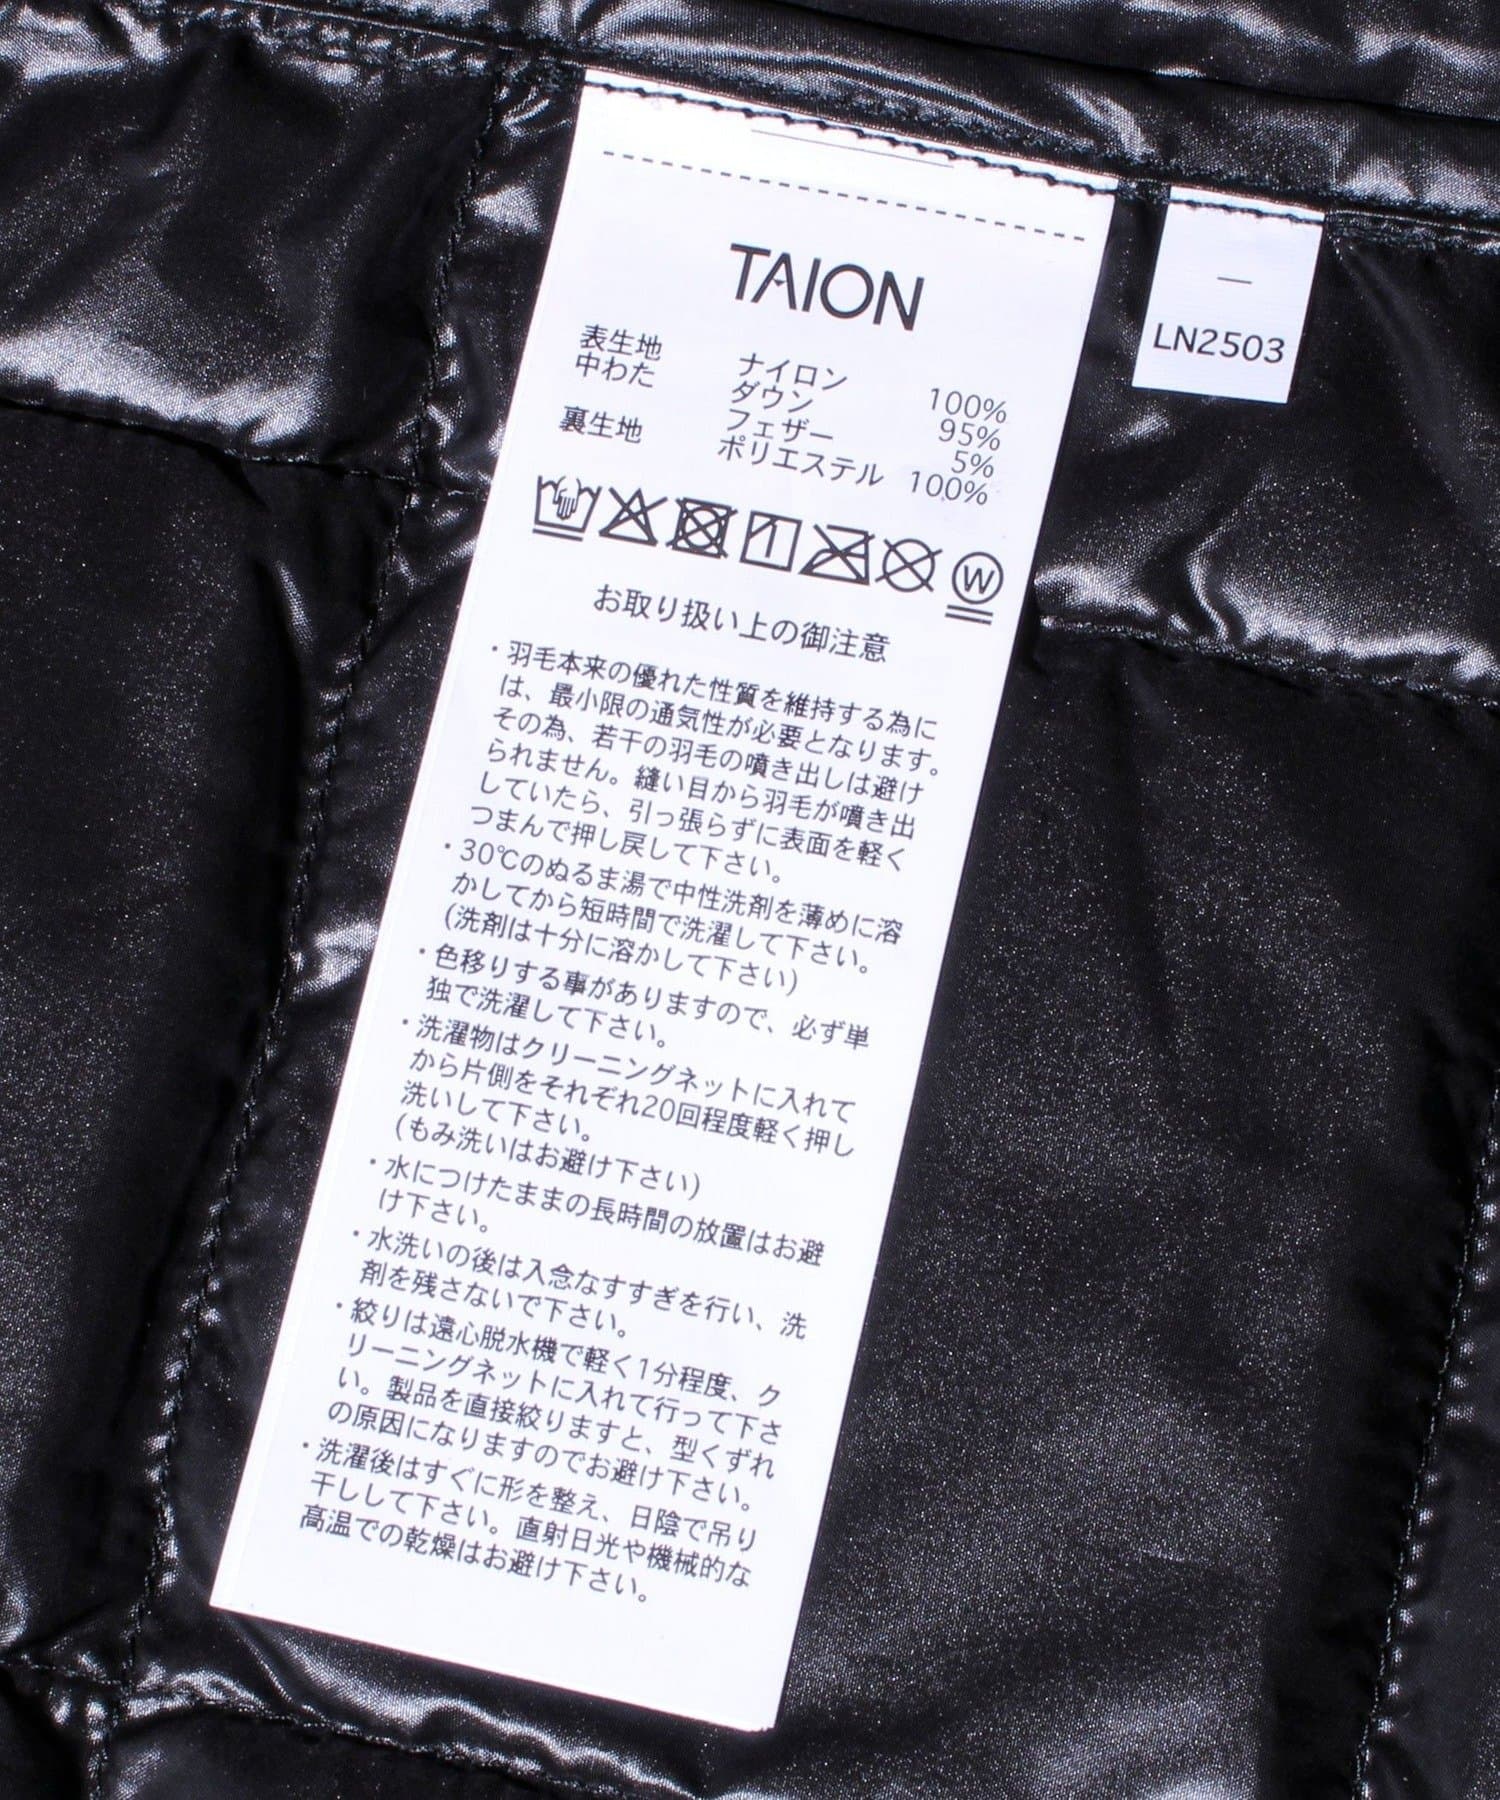 TAION
表生地 ナイロン 100%
中わた ダウン 95%
フェザー 5%
裏生地 ポリエステル 100%
W
お取り扱い上の御注意
・羽毛本来の優れた性質を維持する為に
は、最小限の通気性が必要となります。
その為、若干の羽毛の噴き出しは避け
られません。縫い目から羽毛が噴き出
していたら、引っ張らずに表面を軽く
つまんで押し戻して下さい。
・30℃のぬるま湯で中性洗剤を薄めに溶
かしてから短時間で洗濯して下さい。
(洗剤は十分に溶かして下さい)
・色移りする事がありますので、必ず単
独で洗濯して下さい。
・洗濯物はクリーニングネットに入れて
から片側をそれぞれ20回程度軽く押し
洗いして下さい。
(もみ洗いはお避け下さい)
・水につけたままの長時間の放置はお避
け下さい。
・水洗いの後は入念なすすぎを行い、洗
剤を残さないで下さい。
・絞りは遠心脱水機で軽く1分程度、ク
リーニングネットに入れて行って下さ
い。製品を直接絞りますと、型くずれ
の原因になりますのでお避け下さい。
・洗濯後はすぐに形を整え、日陰で吊り
干しして下さい。直射日光や機械的な
高温での乾燥はお避け下さい。
—
LN2503